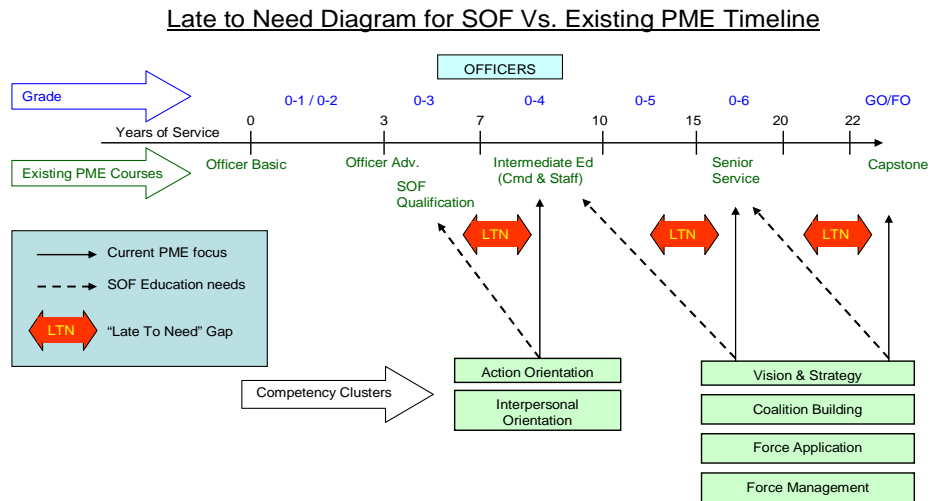 Late to Need Diagram for SOF Vs. Existing PME Timeline
OFFICERS
Grade
0-1 / 0-2
0-3
0-4
0-5
0-6
GO/FO
Years of Service
0
3
7
10
15
20
22
Existing PME Courses
Officer Basic
Officer Adv.
SOF
Qualification
Intermediate Ed
(Cmd & Staff)
Senior
Service
Capstone
LTN
LTN
LTN
Current PME focus
SOF Education needs
LTN
“Late To Need” Gap
Competency Clusters
Action Orientation
Interpersonal
Orientation
Vision & Strategy
Coalition Building
Force Application
Force Management